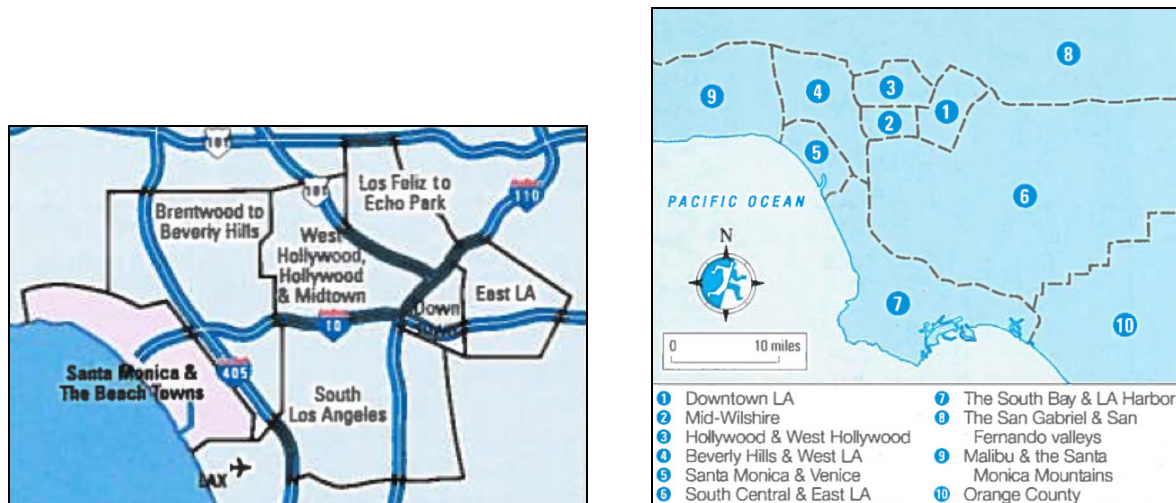 101
101
Los Feliz to
Echo Park
110
Brentwood to
Beverly Hills
West
Hollywood,
Hollywood
& Midtown
Down
Town
East LA
10
Santa Monica &
The Beach Towns
405
South
Los Angeles
LAX
8
4
3
9
1
2
5
6
PACIFIC OCEAN
N
7
10
0 10 miles
1 Downtown LA
2 Mid-Wilshire
3 Hollywood & West Hollywood
4 Beverly Hills & West LA
5 Santa Monica & Venice
6 South Central & East LA
7 The South Bay & LA Harbor
8 The San Gabriel & San
Fernando valleys
9 Malibu & the Santa
Monica Mountains
10 Orange County